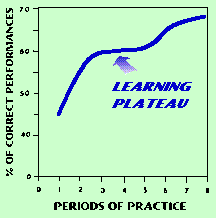 % OF CORRECT PERFORMANCES
70
60
50
40
0
LEARNING
PLATEAU
0 1 2 3 4 5 6 7 8
PERIODS OF PRACTICE